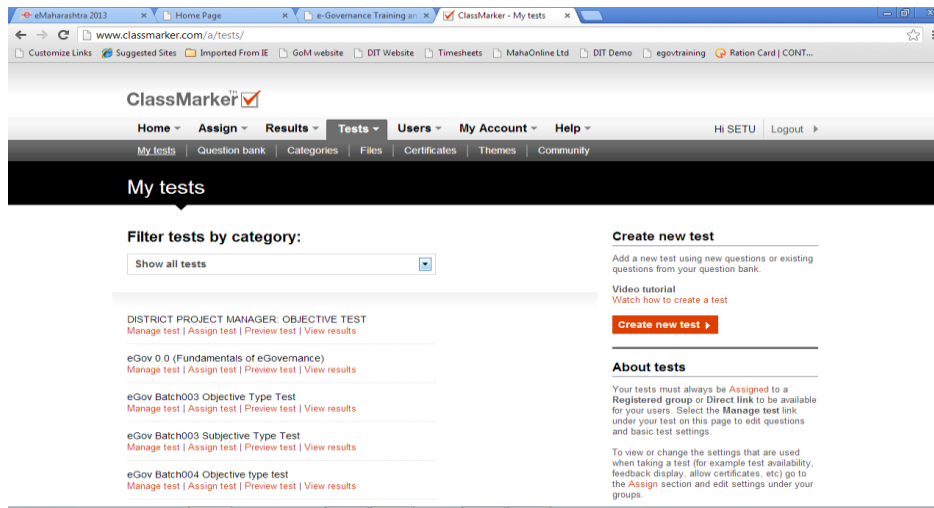 eMaharashtra 2013
Home Page
e-Governance Training an
ClassMarker - My tests
www.classmarker.com/a/tests/
Customize Links Suggested Sites Imported From IE GoM website DIT Website Timesheets MahaOnline Ltd DIT Demo egovtraining Ration Card | CONT...
ClassMarker™
Home Assign Results Tests Users My Account Help Hi SETU Logout
My tests Question bank Categories Files Certificates Themes Community
My tests
Filter tests by category:
Show all tests
DISTRICT PROJECT MANAGER: OBJECTIVE TEST
Manage test | Assign test | Preview test | View results
eGov 0.0 (Fundamentals of eGovernance)
Manage test | Assign test | Preview test | View results
eGov Batch003 Objective Type Test
Manage test | Assign test | Preview test | View results
eGov Batch003 Subjective Type Test
Manage test | Assign test | Preview test | View results
eGov Batch004 Objective type test
Manage test | Assign test | Preview test | View results
Create new test
Add a new test using new questions or existing
questions from your question bank.
Video tutorial
Watch how to create a test
Create new test
About tests
Your tests must always be Assigned to a
Registered group or Direct link to be available
for your users. Select the Manage test link
under your test on this page to edit questions
and basic test settings.
To view or change the settings that are used
when taking a test (for example test availability,
feedback display, allow certificates, etc) go to
the Assign section and edit settings under your
groups.